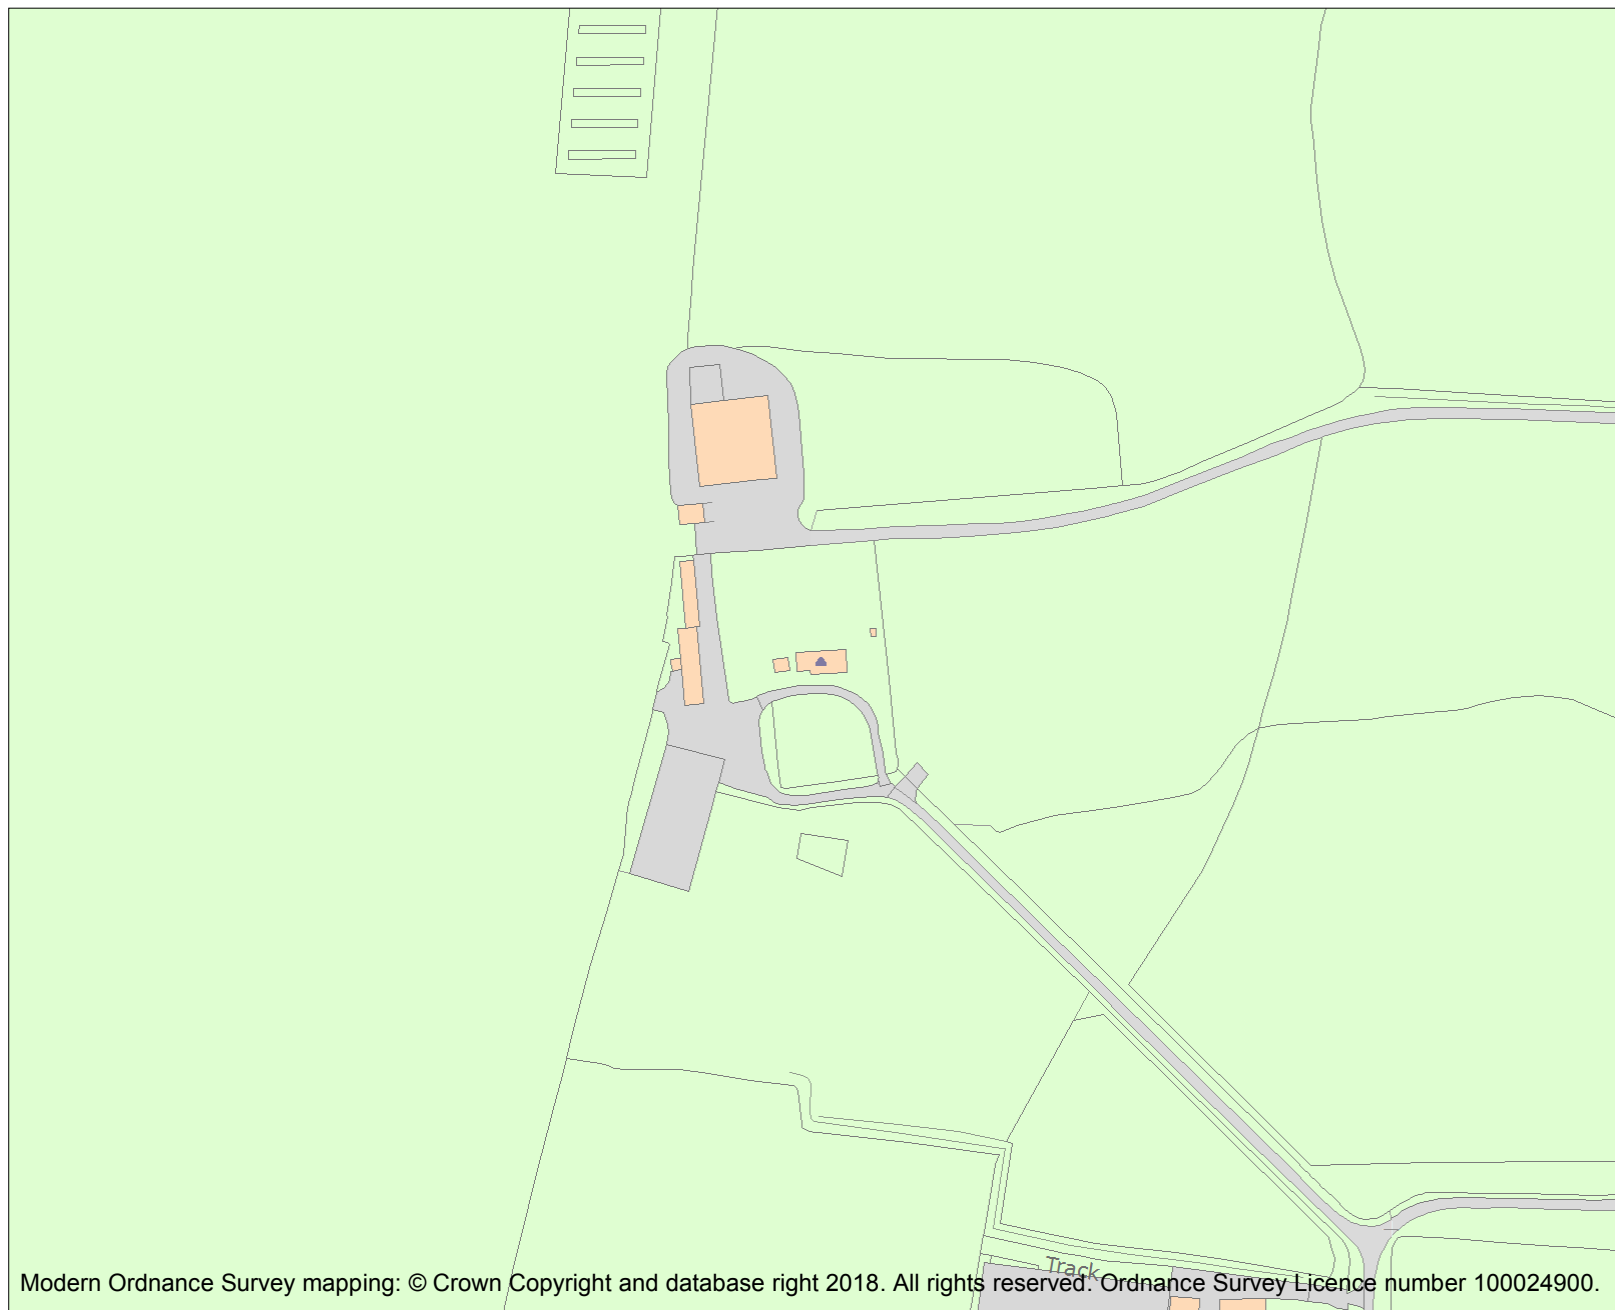 Track
Modern Ordnance Survey mapping: © Crown Copyright and database right 2018. All rights reserved. Ordnance Survey Licence number 100024900.